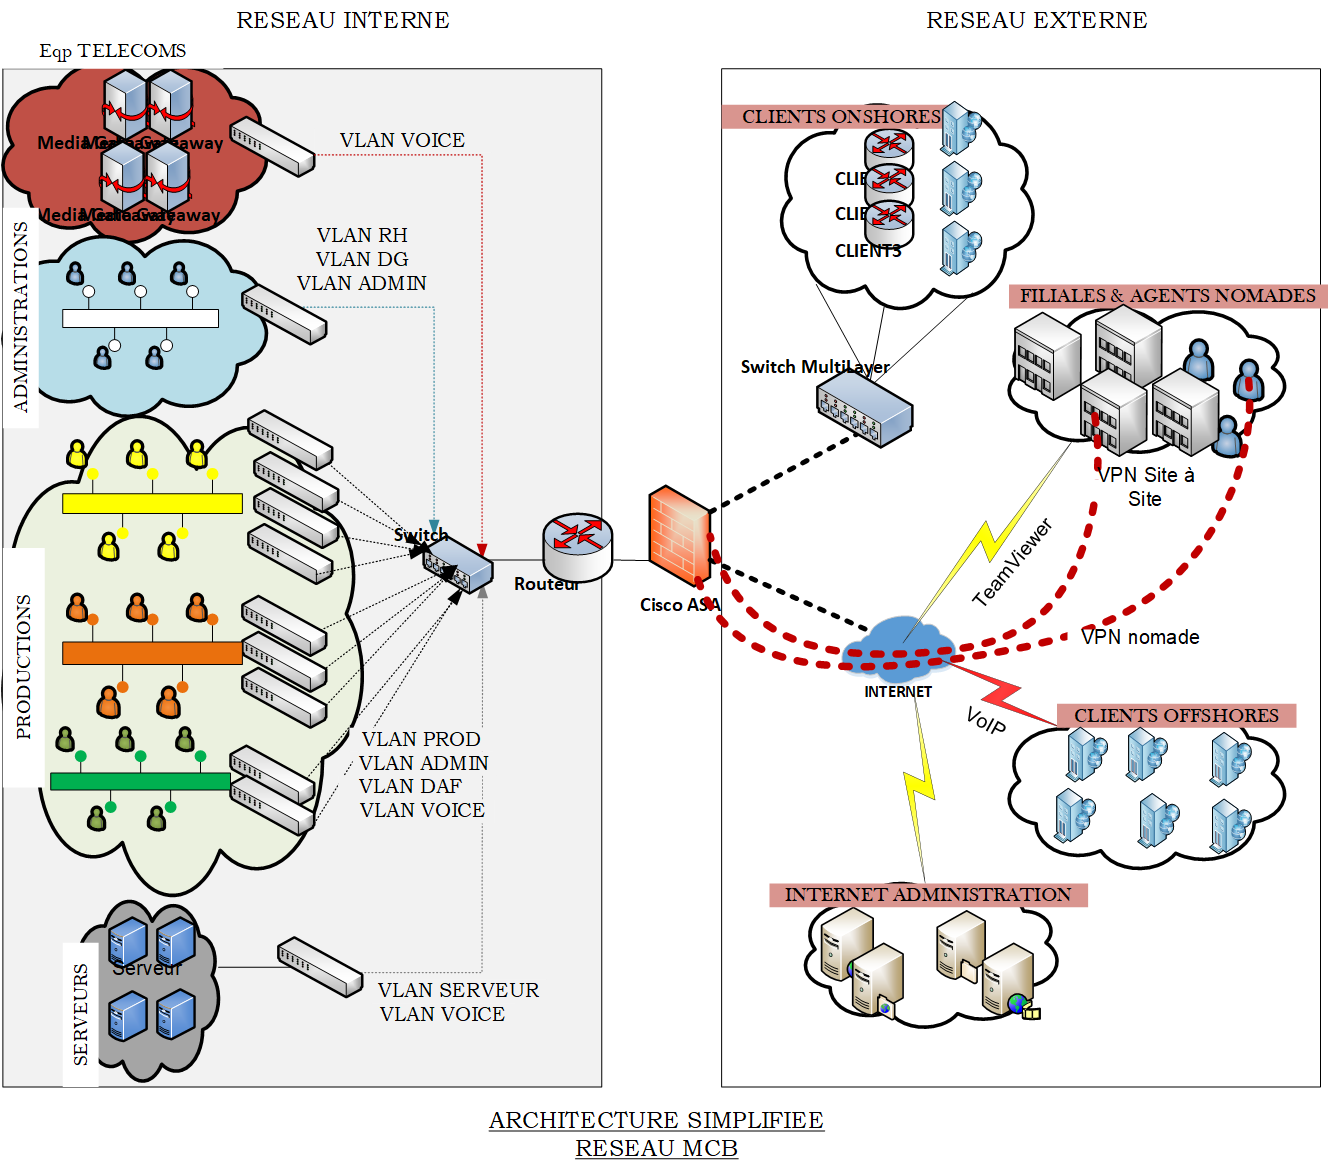 RESEAU INTERNE
RESEAU EXTERNE
Eqp TELECOMS
VLAN VOICE
ADMINISTRATIONS
VLAN RH
VLAN DG
VLAN ADMIN
PRODUCTIONS
Switch
Routeur
Cisco ASA
VLAN PROD
VLAN ADMIN
VLAN DAF
VLAN VOICE
SERVEURS
Serveur
VLAN SERVEUR
VLAN VOICE
CLIENTS ONSHORES
CLIE
CLIE
CLIENT3
Switch MultiLayer
FILIALES & AGENTS NOMADES
VPN Site à
Site
TeamViewer
VPN nomade
INTERNET
VoIP
CLIENTS OFFSHORES
INTERNET ADMINISTRATION
ARCHITECTURE SIMPLIFIEE
RESEAU MCB